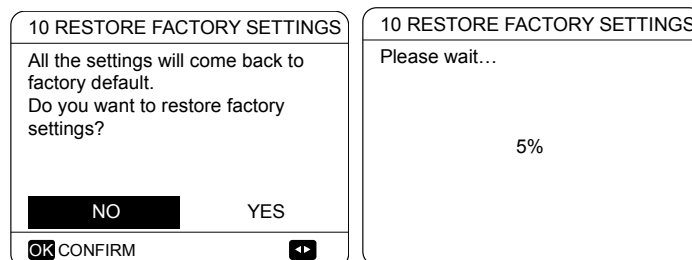 10 RESTORE FACTORY SETTINGS
All the settings will come back to
factory default.
Do you want to restore factory
settings?
NO YES
OK CONFIRM
10 RESTORE FACTORY SETTINGS
Please wait…
5%